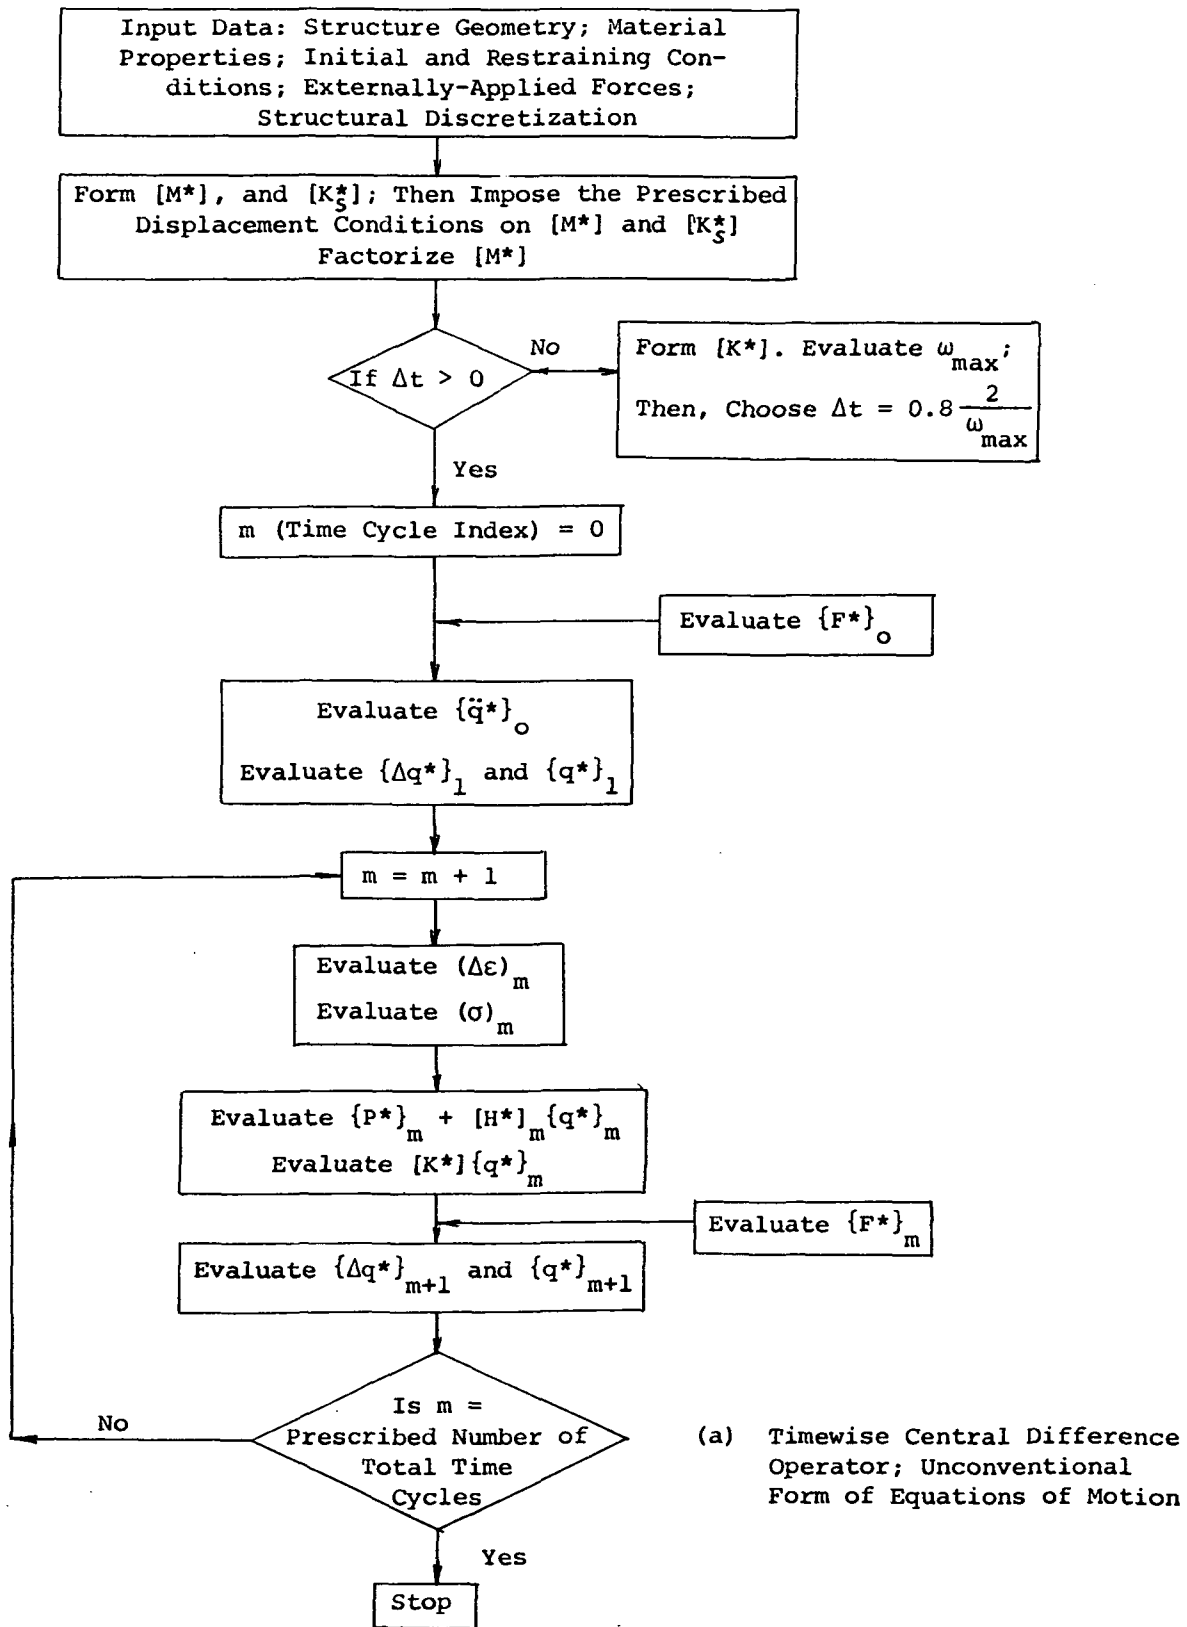 Input Data: Structure Geometry; Material
Properties; Initial and Restraining Con-
ditions; Externally-Applied Forces;
Structural Discretization
Form [M*], and [K*S]; Then Impose the Prescribed
Displacement Conditions on [M*] and [K*S]
Factorize [M*]
If Δt > 0
No
Form [K*]. Evaluate ωmax;
Then, Choose Δt = 0.8 2/ωmax
Yes
m (Time Cycle Index) = 0
Evaluate {F*}o
Evaluate {q̈*}o
Evaluate {Δq*}1 and {q*}1
m = m + 1
Evaluate (Δε)m
Evaluate (σ)m
Evaluate {P*}m + [H*]m{q*}m
Evaluate [K*]{q*}m
Evaluate {F*}m
Evaluate {Δq*}m+1 and {q*}m+1
Is m =
Prescribed Number of
Total Time
Cycles
No
(a) Timewise Central Difference
Operator; Unconventional
Form of Equations of Motion
Yes
Stop